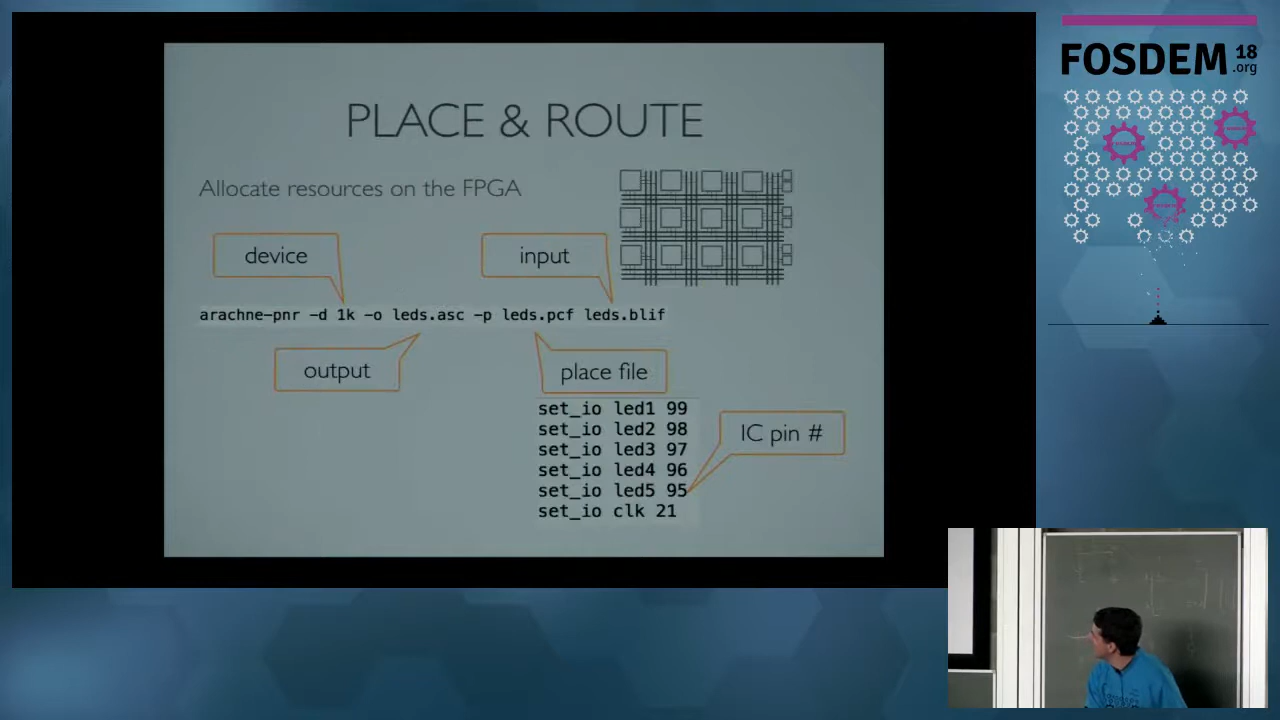 PLACE & ROUTE
Allocate resources on the FPGA
device
input
arachne-pnr -d 1k -o leds.asc -p leds.pcf leds.blif
output
place file
set_io led1 99
set_io led2 98
set_io led3 97
set_io led4 96
set_io led5 95
set_io clk 21
IC pin #
FOSDEM 18
.org